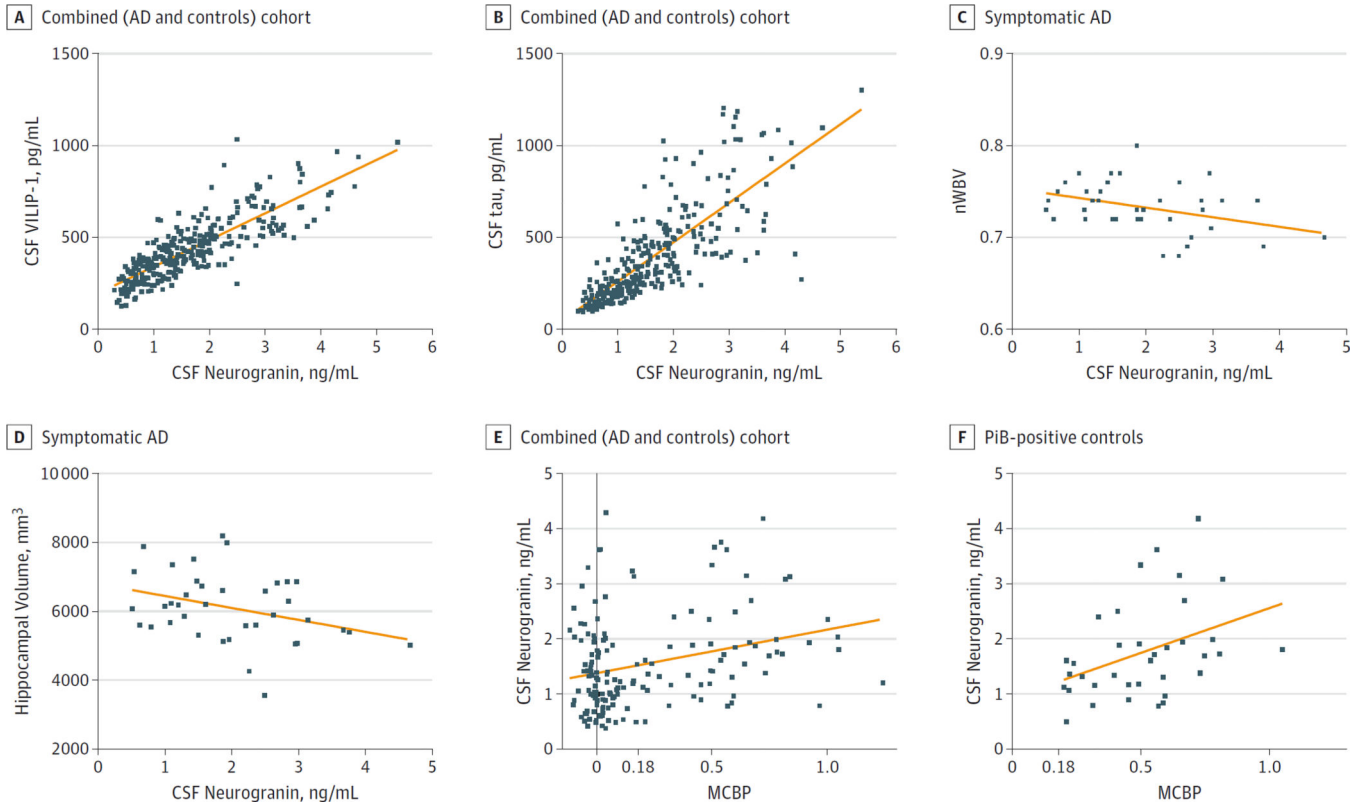 A Combined (AD and controls) cohort
1500
1000
500
0
CSF VILIP-1, pg/mL
0 1 2 3 4 5 6
CSF Neurogranin, ng/mL
B Combined (AD and controls) cohort
1500
1000
500
0
CSF tau, pg/mL
0 1 2 3 4 5 6
CSF Neurogranin, ng/mL
C Symptomatic AD
0.9
0.8
0.7
0.6
nWBV
0 1 2 3 4 5
CSF Neurogranin, ng/mL
D Symptomatic AD
10 000
8000
6000
4000
2000
Hippocampal Volume, mm³
0 1 2 3 4 5
CSF Neurogranin, ng/mL
E Combined (AD and controls) cohort
5
4
3
2
1
0
CSF Neurogranin, ng/mL
0 0.18 0.5 1.0
MCBP
F PiB-positive controls
5
4
3
2
1
0
CSF Neurogranin, ng/mL
0 0.18 0.5 1.0
MCBP